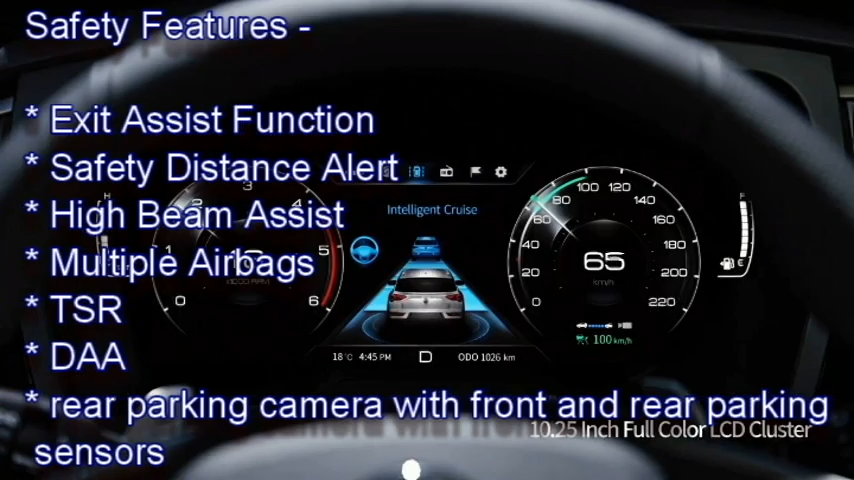 Safety Features -
* Exit Assist Function
* Safety Distance Alert
* High Beam Assist
* Multiple Airbags
* TSR
* DAA
* rear parking camera with front and rear parking
sensors
Intelligent Cruise
0 1 3 4 5 6
0 20 40 60 80 100 120 140 160 180 200 220
65
km/h
100 km/h
F
E
H
18°C 4:45 PM D ODO 1026 km
10.25 Inch Full Color LCD Cluster